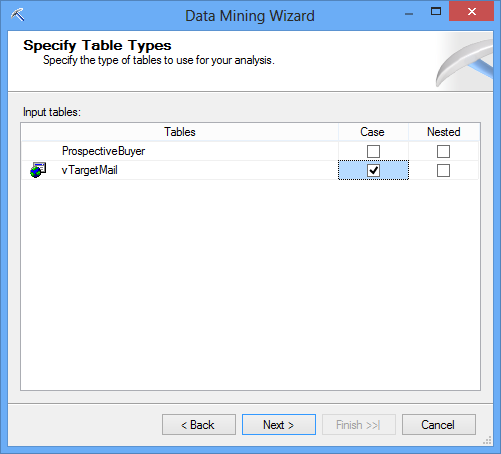 Data Mining Wizard
Specify Table Types
Specify the type of tables to use for your analysis.
Input tables:
Tables Case Nested
ProspectiveBuyer
vTargetMail
< Back Next > Finish >>| Cancel